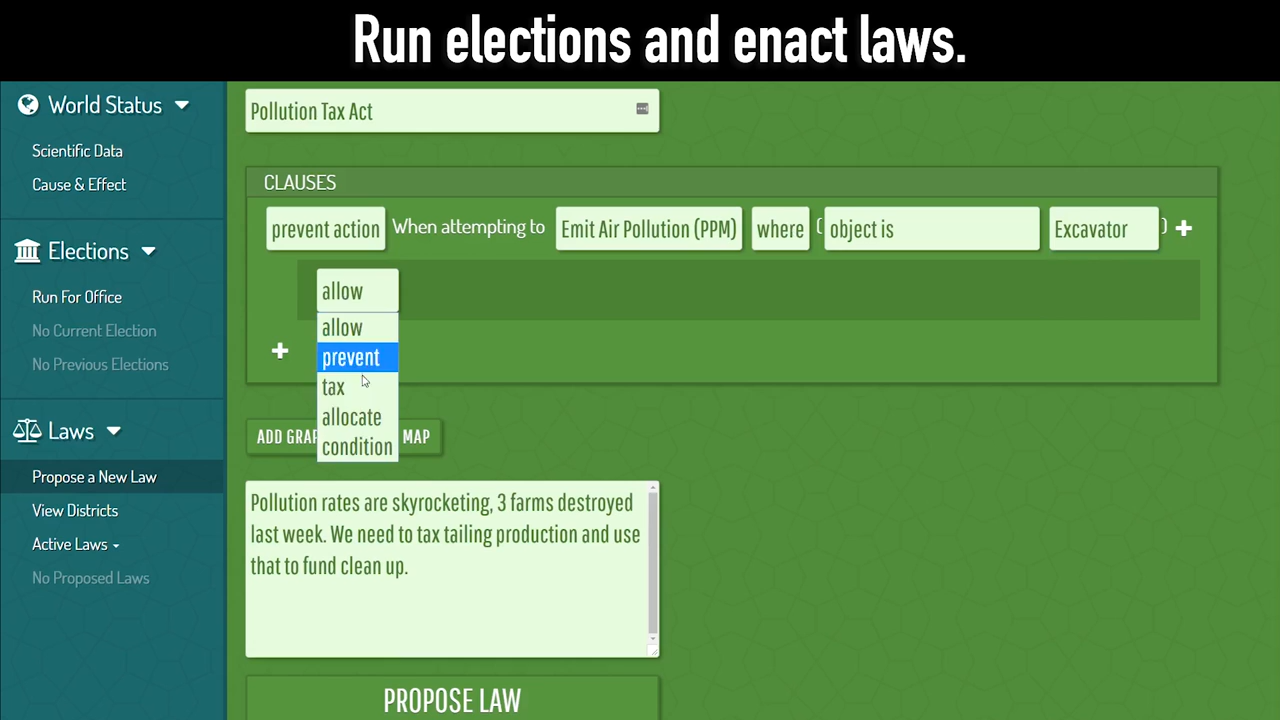 Run elections and enact laws.
World Status
Scientific Data
Cause & Effect
Elections
Run For Office
No Current Election
No Previous Elections
Laws
Propose a New Law
View Districts
Active Laws
No Proposed Laws
Pollution Tax Act
CLAUSES
prevent action When attempting to Emit Air Pollution (PPM) where ( object is Excavator ) +
allow
allow
prevent
tax
allocate
condition
+
ADD GRAP MAP
Pollution rates are skyrocketing, 3 farms destroyed
last week. We need to tax tailing production and use
that to fund clean up.
PROPOSE LAW